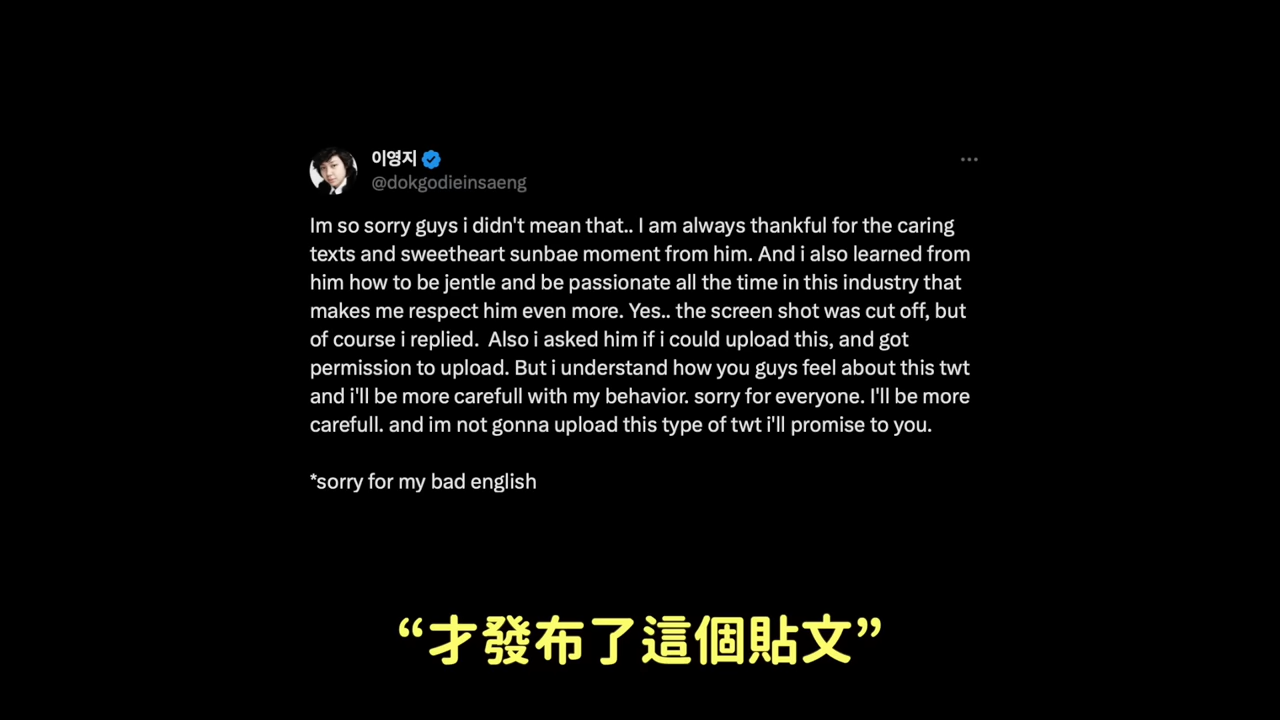 이영지
@dokgodieinsaeng
Im so sorry guys i didn't mean that.. I am always thankful for the caring
texts and sweetheart sunbae moment from him. And i also learned from
him how to be jentle and be passionate all the time in this industry that
makes me respect him even more. Yes.. the screen shot was cut off, but
of course i replied.  Also i asked him if i could upload this, and got
permission to upload. But i understand how you guys feel about this twt
and i'll be more carefull with my behavior. sorry for everyone. I'll be more
carefull. and im not gonna upload this type of twt i'll promise to you.
*sorry for my bad english
“才發布了這個貼文”